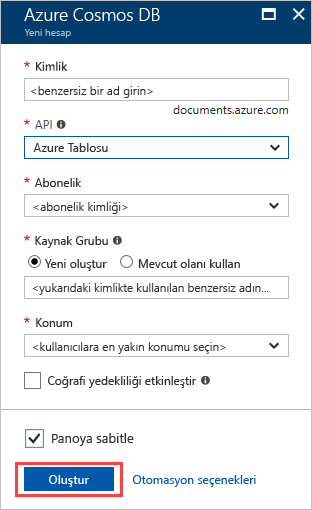 Azure Cosmos DB
Yeni hesap
* Kimlik
<benzersiz bir ad girin>
documents.azure.com
* API
Azure Tablosu
* Abonelik
<abonelik kimliği>
* Kaynak Grubu
Yeni oluştur Mevcut olanı kullan
<yukarıdaki kimlikte kullanılan benzersiz adın...
* Konum
<kullanıcılara en yakın konumu seçin>
Coğrafi yedekliliği etkinleştir
Panoya sabitle
Oluştur Otomasyon seçenekleri